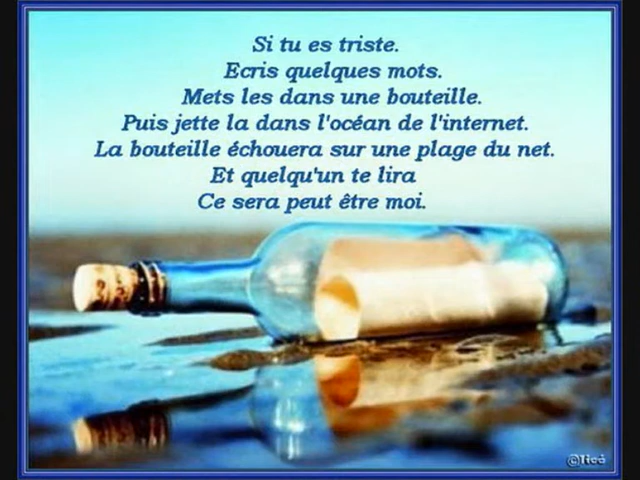 Si tu es triste.
Ecris quelques mots.
Mets les dans une bouteille.
Puis jette la dans l'océan de l'internet.
La bouteille échouera sur une plage du net.
Et quelqu'un te lira
Ce sera peut être moi.